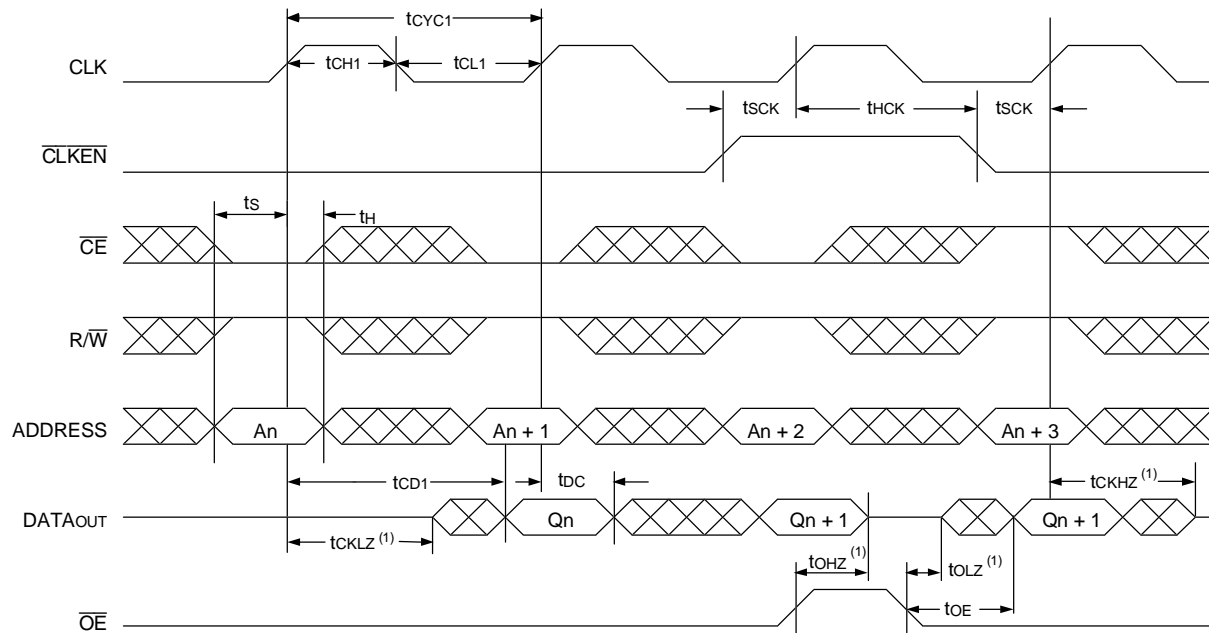 tCYC1
CLK
tCH1
tCL1
tSCK
tHCK
tSCK
CLKEN
tS
tH
CE
R/W
ADDRESS
An
An + 1
An + 2
An + 3
tCD1
tDC
tCKHZ (1)
DATAOUT
Qn
Qn + 1
Qn + 1
tCKLZ (1)
tOHZ (1)
tOLZ (1)
tOE
OE